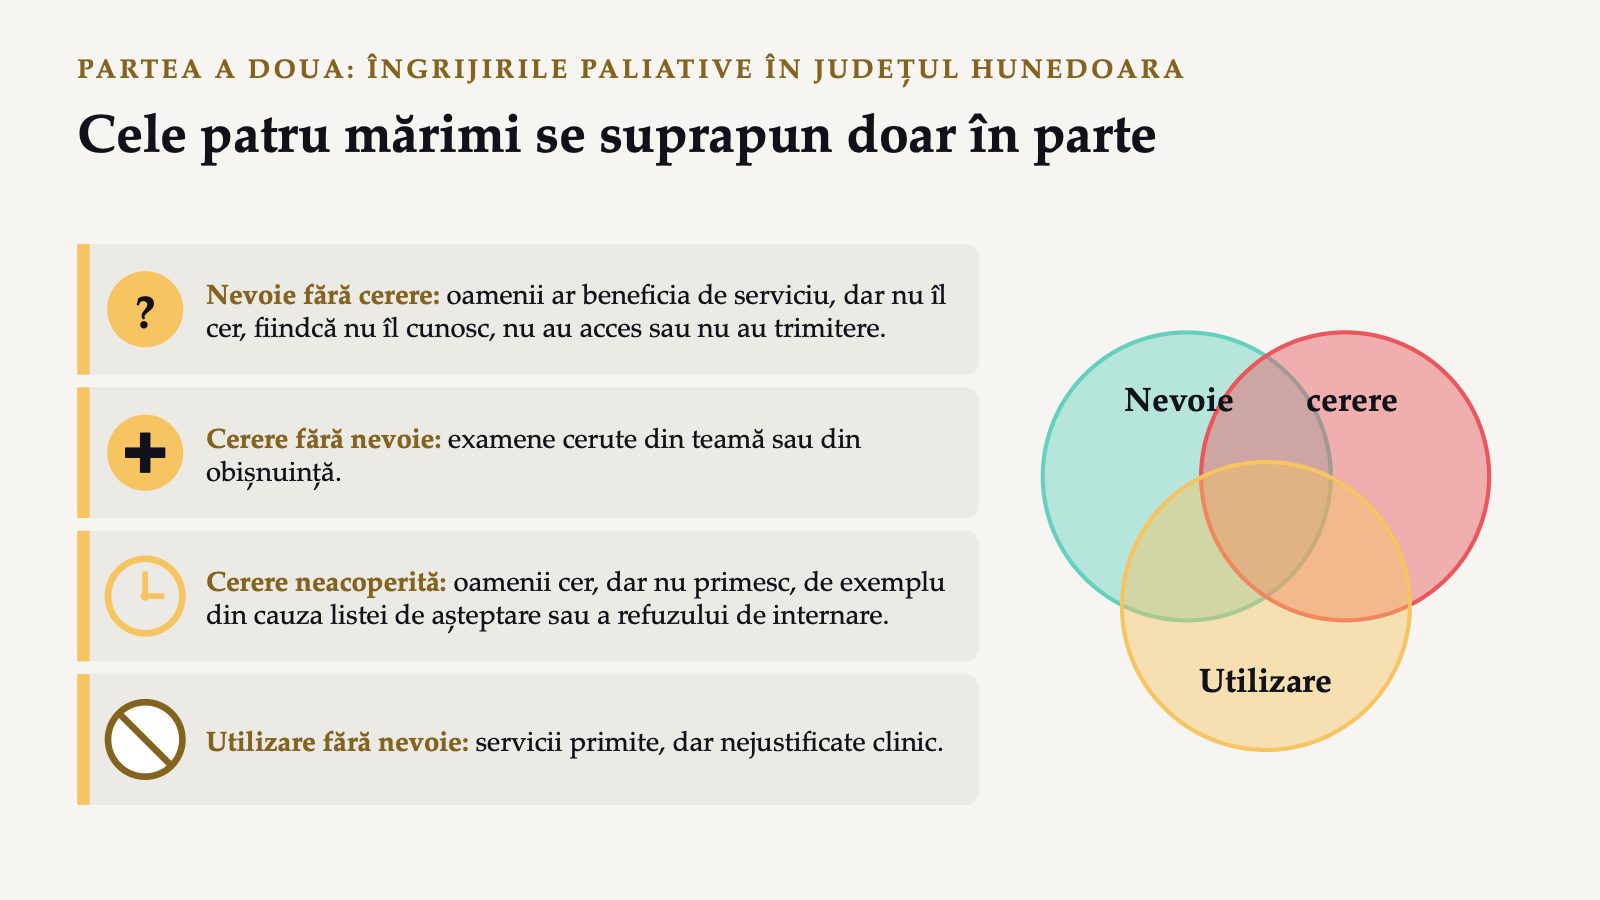 PARTEA A DOUA: ÎNGRIJIRILE PALIATIVE ÎN JUDEȚUL HUNEDOARA
Cele patru mărimi se suprapun doar în parte
?
Nevoie fără cerere: oamenii ar beneficia de serviciu, dar nu îl
cer, fiindcă nu îl cunosc, nu au acces sau nu au trimitere.
Cerere fără nevoie: examene cerute din teamă sau din
obișnuință.
Cerere neacoperită: oamenii cer, dar nu primesc, de exemplu
din cauza listei de așteptare sau a refuzului de internare.
Utilizare fără nevoie: servicii primite, dar nejustificate clinic.
Nevoie
cerere
Utilizare